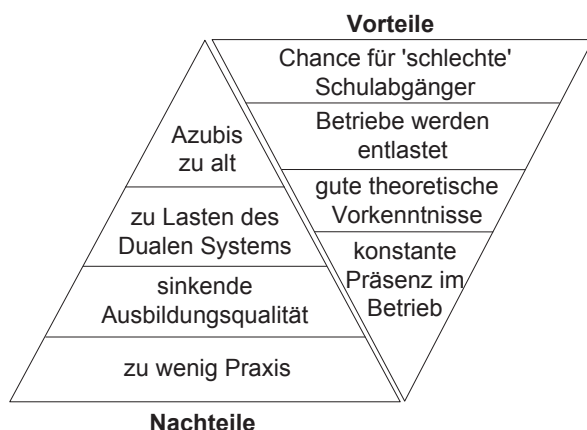 Vorteile
Chance für 'schlechte'
Schulabgänger
Betriebe werden
entlastet
gute theoretische
Vorkenntnisse
konstante
Präsenz im
Betrieb
Azubis
zu alt
zu Lasten des
Dualen Systems
sinkende
Ausbildungsqualität
zu wenig Praxis
Nachteile